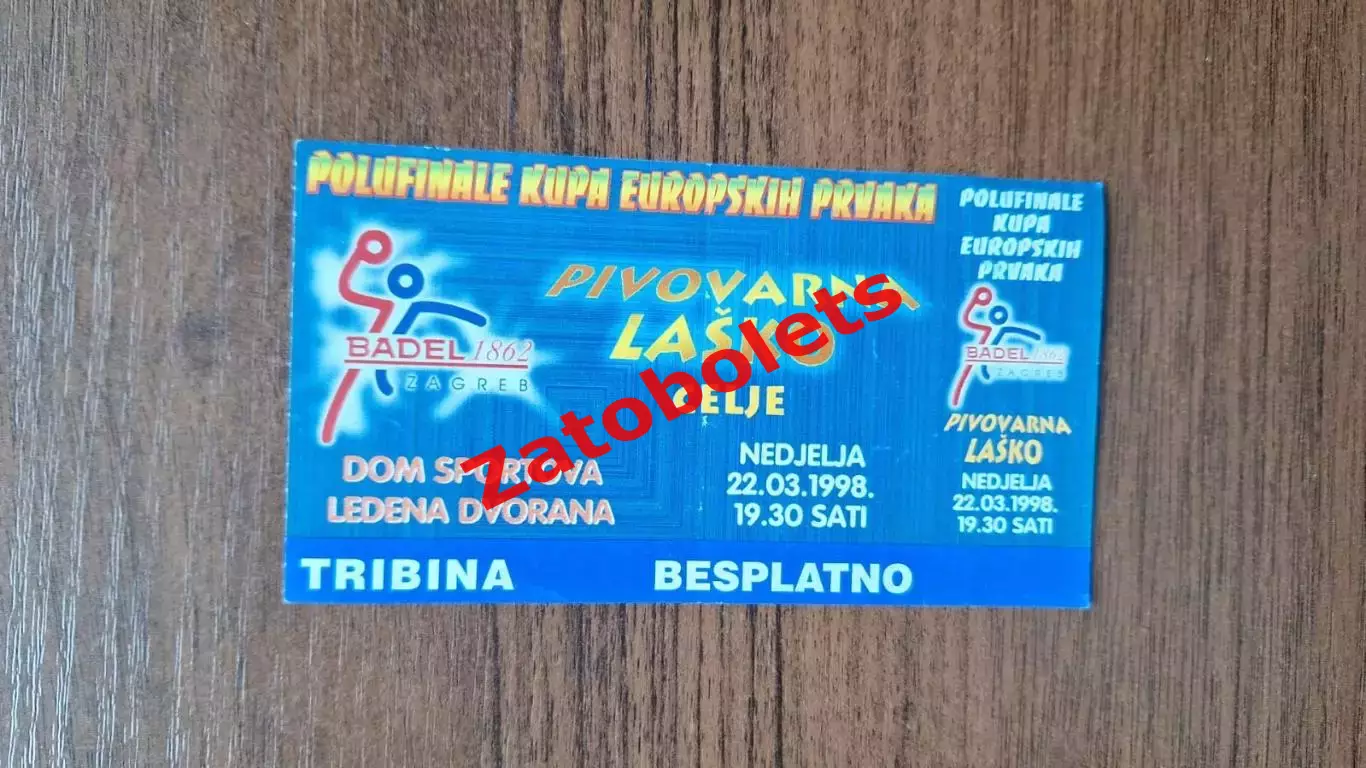 POLUFINALE KUPA EUROPSKIH PRVAKA
BADEL 1862
ZAGREB
PIVOVARNA
LAŠKO
CELJE
DOM SPORTOVA
LEDENA DVORANA
NEDJELJA
22.03.1998.
19.30 SATI
TRIBINA BESPLATNO
POLUFINALE
KUPA
EUROPSKIH
PRVAKA
BADEL 1862
ZAGREB
PIVOVARNA
LAŠKO
NEDJELJA
22.03.1998.
19.30 SATI
Zatobolets